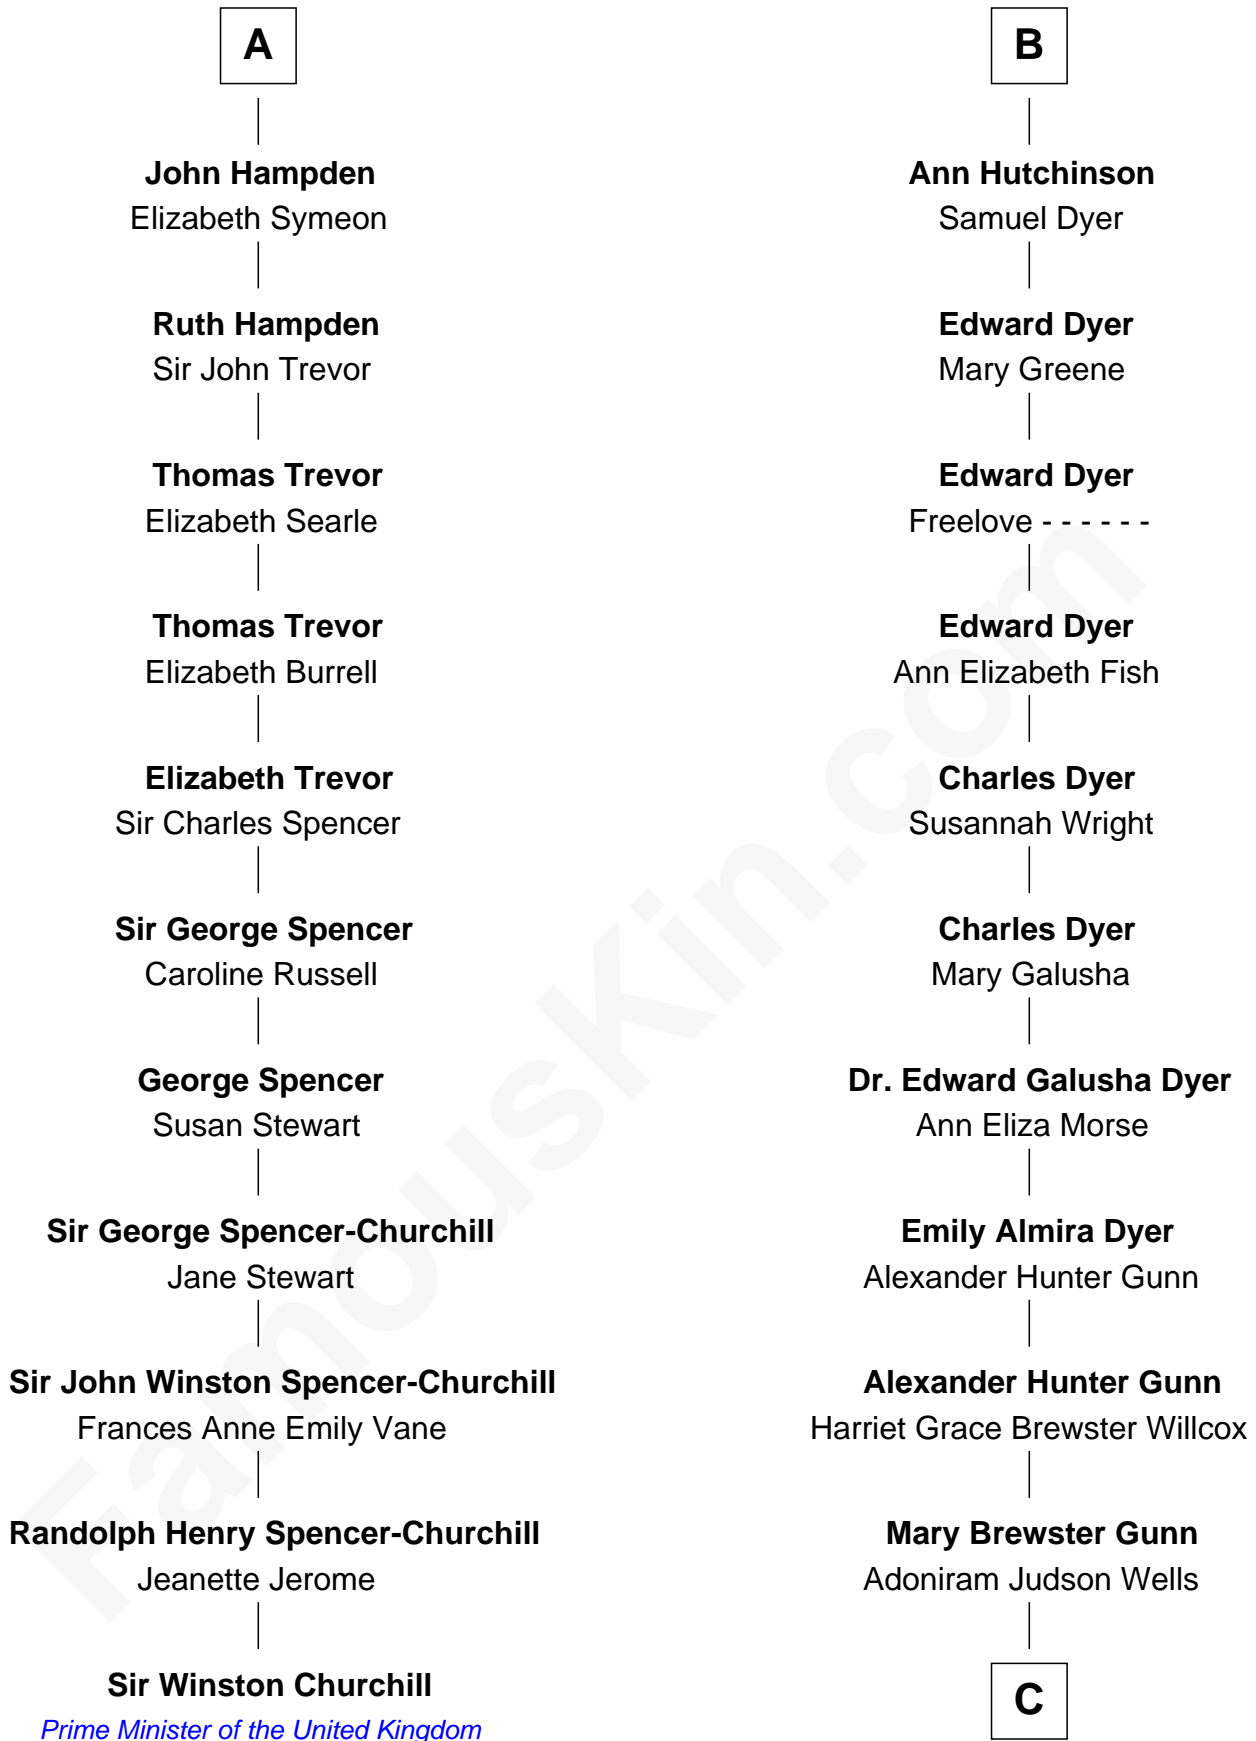 A
John Hampden
Elizabeth Symeon
Ruth Hampden
Sir John Trevor
Thomas Trevor
Elizabeth Searle
Thomas Trevor
Elizabeth Burrell
Elizabeth Trevor
Sir Charles Spencer
Sir George Spencer
Caroline Russell
George Spencer
Susan Stewart
Sir George Spencer-Churchill
Jane Stewart
Sir John Winston Spencer-Churchill
Frances Anne Emily Vane
Randolph Henry Spencer-Churchill
Jeanette Jerome
Sir Winston Churchill
Prime Minister of the United Kingdom
B
Ann Hutchinson
Samuel Dyer
Edward Dyer
Mary Greene
Edward Dyer
Freelove - - - - - -
Edward Dyer
Ann Elizabeth Fish
Charles Dyer
Susannah Wright
Charles Dyer
Mary Galusha
Dr. Edward Galusha Dyer
Ann Eliza Morse
Emily Almira Dyer
Alexander Hunter Gunn
Alexander Hunter Gunn
Harriet Grace Brewster Willcox
Mary Brewster Gunn
Adoniram Judson Wells
C
FamousKin.com